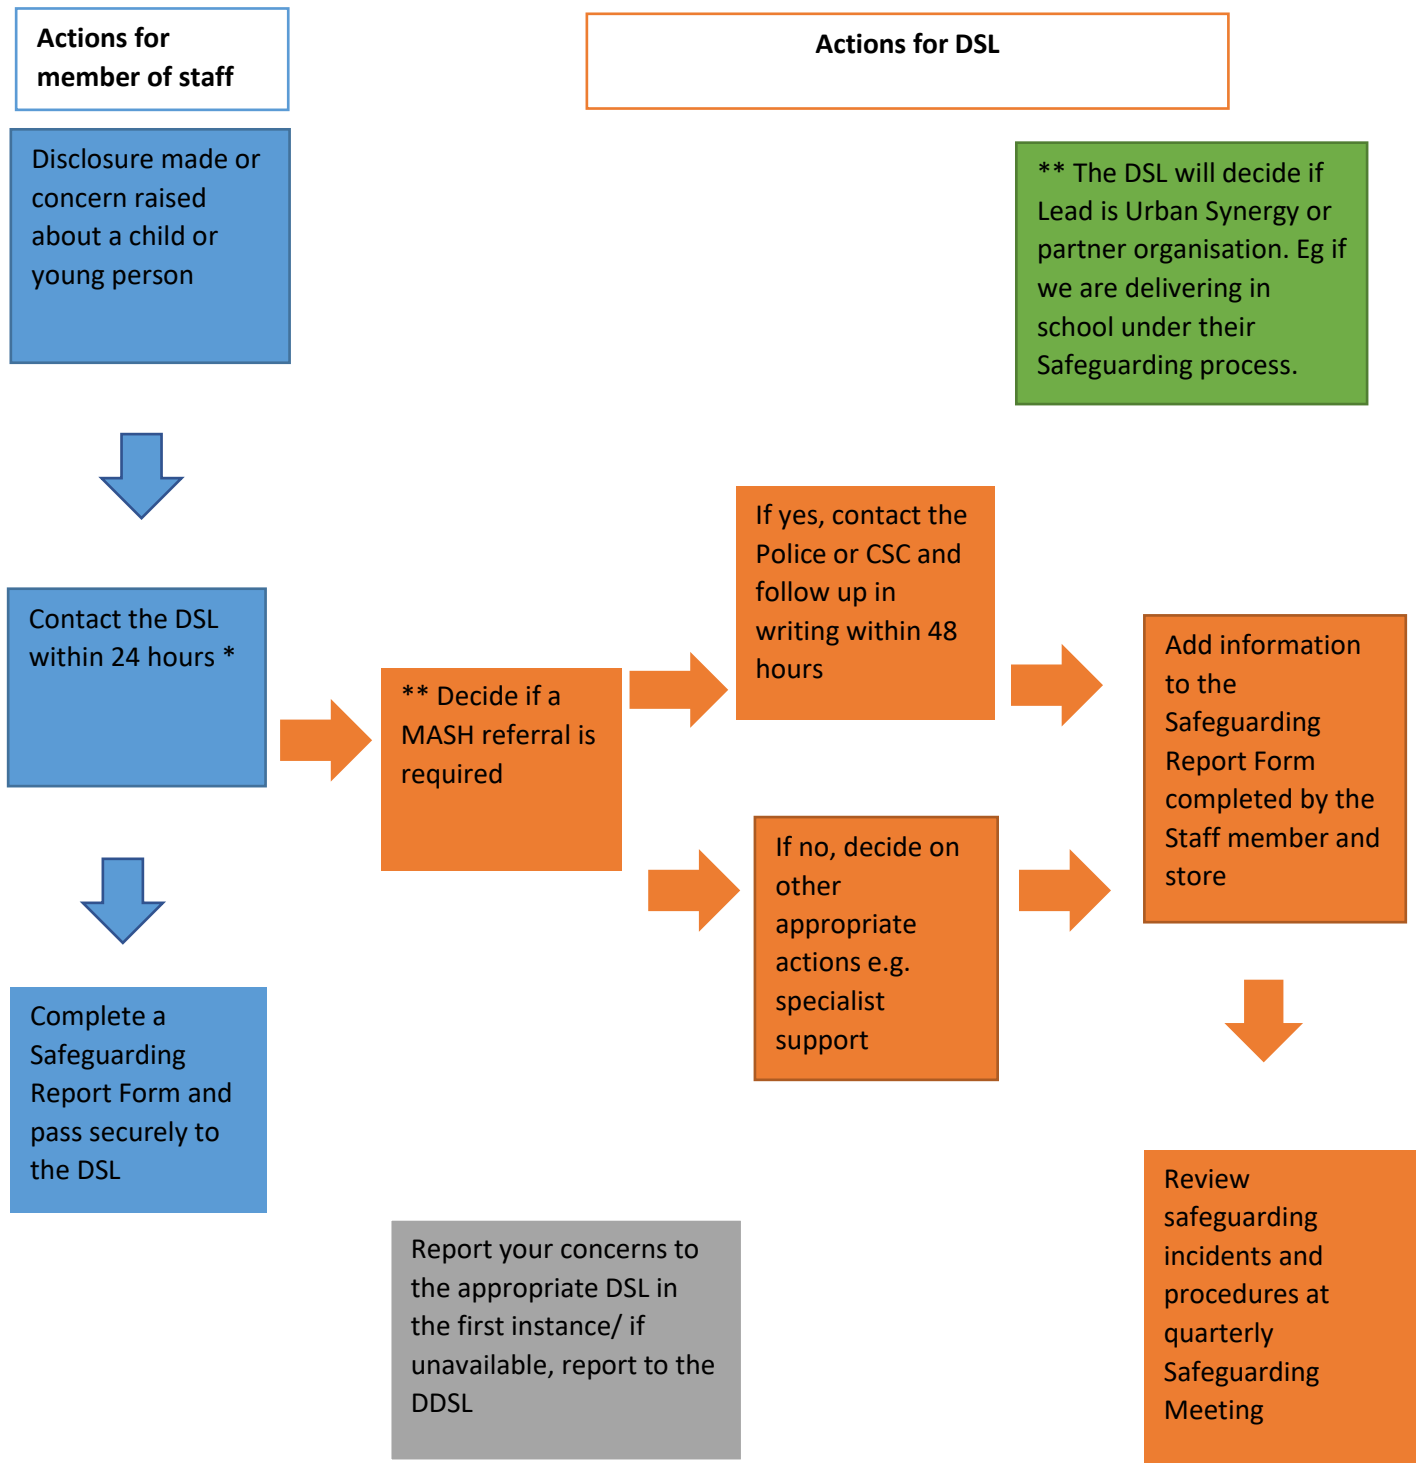 Actions for
member of staff
Actions for DSL
Disclosure made or
concern raised
about a child or
young person
** The DSL will decide if
Lead is Urban Synergy or
partner organisation. Eg if
we are delivering in
school under their
Safeguarding process.
Contact the DSL
within 24 hours *
** Decide if a
MASH referral is
required
If yes, contact the
Police or CSC and
follow up in
writing within 48
hours
If no, decide on
other
appropriate
actions e.g.
specialist
support
Add information
to the
Safeguarding
Report Form
completed by the
Staff member and
store
Complete a
Safeguarding
Report Form and
pass securely to
the DSL
Report your concerns to
the appropriate DSL in
the first instance/ if
unavailable, report to the
DDSL
Review
safeguarding
incidents and
procedures at
quarterly
Safeguarding
Meeting